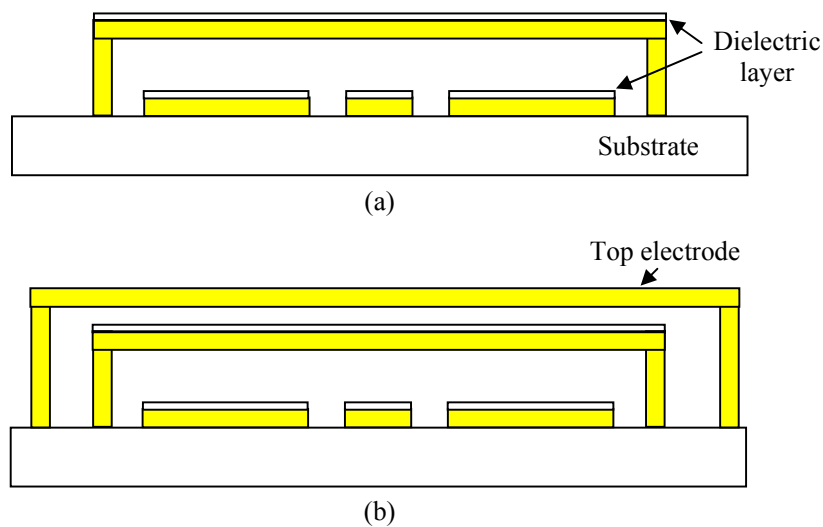 Dielectric
layer
Substrate
(a)
Top electrode
(b)